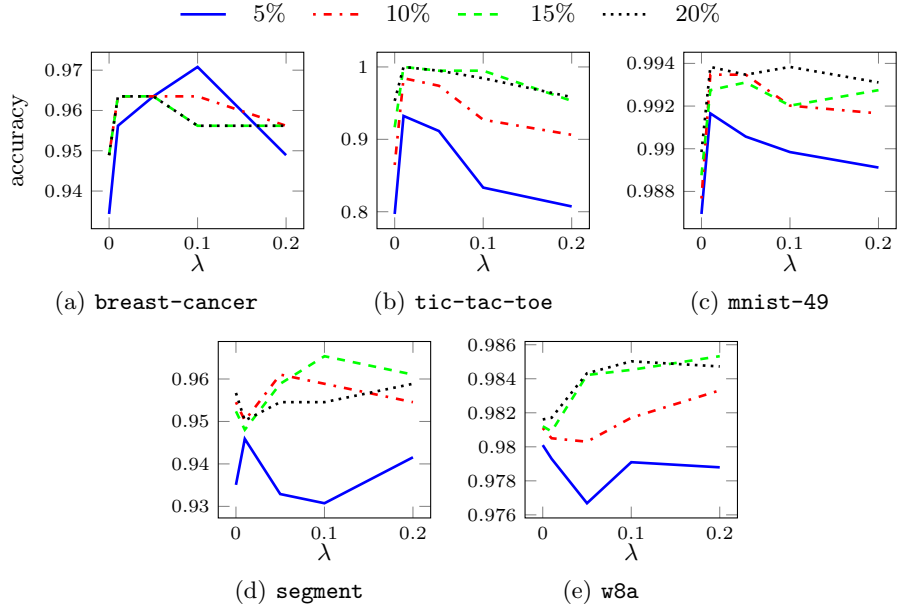 5% 10% 15% 20%
accuracy
0.97
0.96
0.95
0.94
0 0.1 0.2
λ
(a) breast-cancer
1
0.9
0.8
0 0.1 0.2
λ
(b) tic-tac-toe
0.994
0.992
0.99
0.988
0 0.1 0.2
λ
(c) mnist-49
0.96
0.95
0.94
0.93
0 0.1 0.2
λ
(d) segment
0.986
0.984
0.982
0.98
0.978
0.976
0 0.1 0.2
λ
(e) w8a